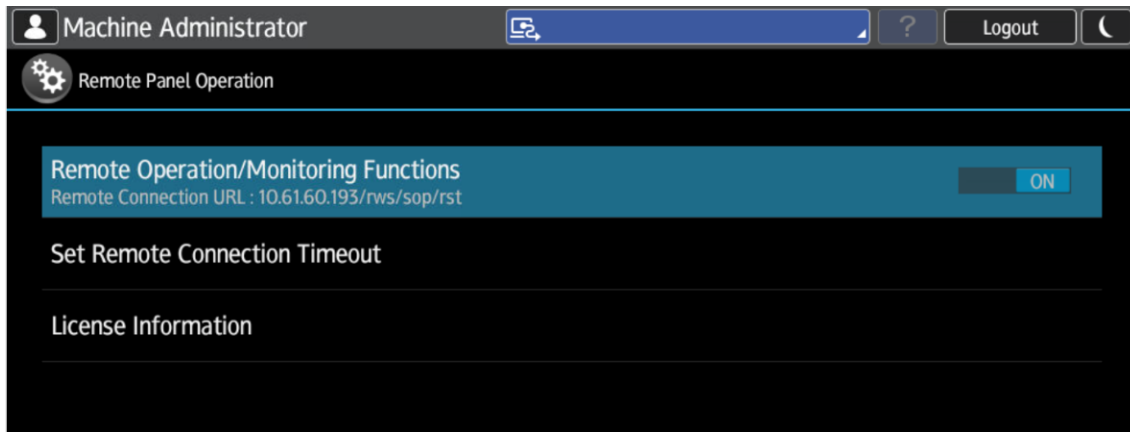 Machine Administrator
?
Logout
Remote Panel Operation
Remote Operation/Monitoring Functions
Remote Connection URL : 10.61.60.193/rws/sop/rst
ON
Set Remote Connection Timeout
License Information